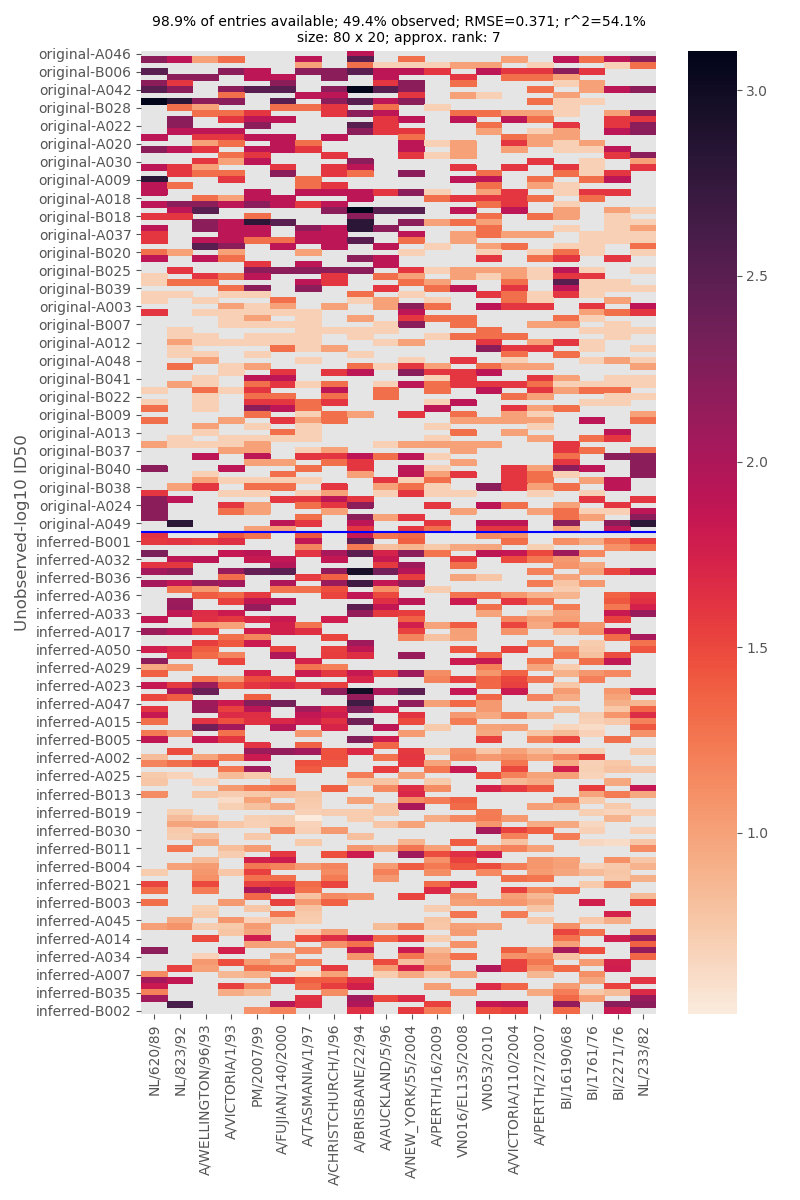 98.9% of entries available; 49.4% observed; RMSE=0.371; r^2=54.1%
size: 80 x 20; approx. rank: 7
Unobserved-log10 ID50
original-A046
original-B006
original-A042
original-B028
original-A022
original-A020
original-A030
original-A009
original-A018
original-B018
original-A037
original-B020
original-B025
original-B039
original-A003
original-B007
original-A012
original-A048
original-B041
original-B022
original-B009
original-A013
original-B037
original-B040
original-B038
original-A024
original-A049
inferred-B001
inferred-A032
inferred-B036
inferred-A036
inferred-A033
inferred-A017
inferred-A050
inferred-A029
inferred-A023
inferred-A047
inferred-A015
inferred-B005
inferred-A002
inferred-A025
inferred-B013
inferred-B019
inferred-B030
inferred-B011
inferred-B004
inferred-B021
inferred-B003
inferred-A045
inferred-A014
inferred-A034
inferred-A007
inferred-B035
inferred-B002
NL/620/89
NL/823/92
A/WELLINGTON/96/93
A/VICTORIA/1/93
PM/2007/99
A/FUJIAN/140/2000
A/TASMANIA/1/97
A/CHRISTCHURCH/1/96
A/BRISBANE/22/94
A/AUCKLAND/5/96
A/NEW_YORK/55/2004
A/PERTH/16/2009
VN016/EL135/2008
VN053/2010
A/VICTORIA/110/2004
A/PERTH/27/2007
BI/16190/68
BI/1761/76
BI/2271/76
NL/233/82
3.0
2.5
2.0
1.5
1.0